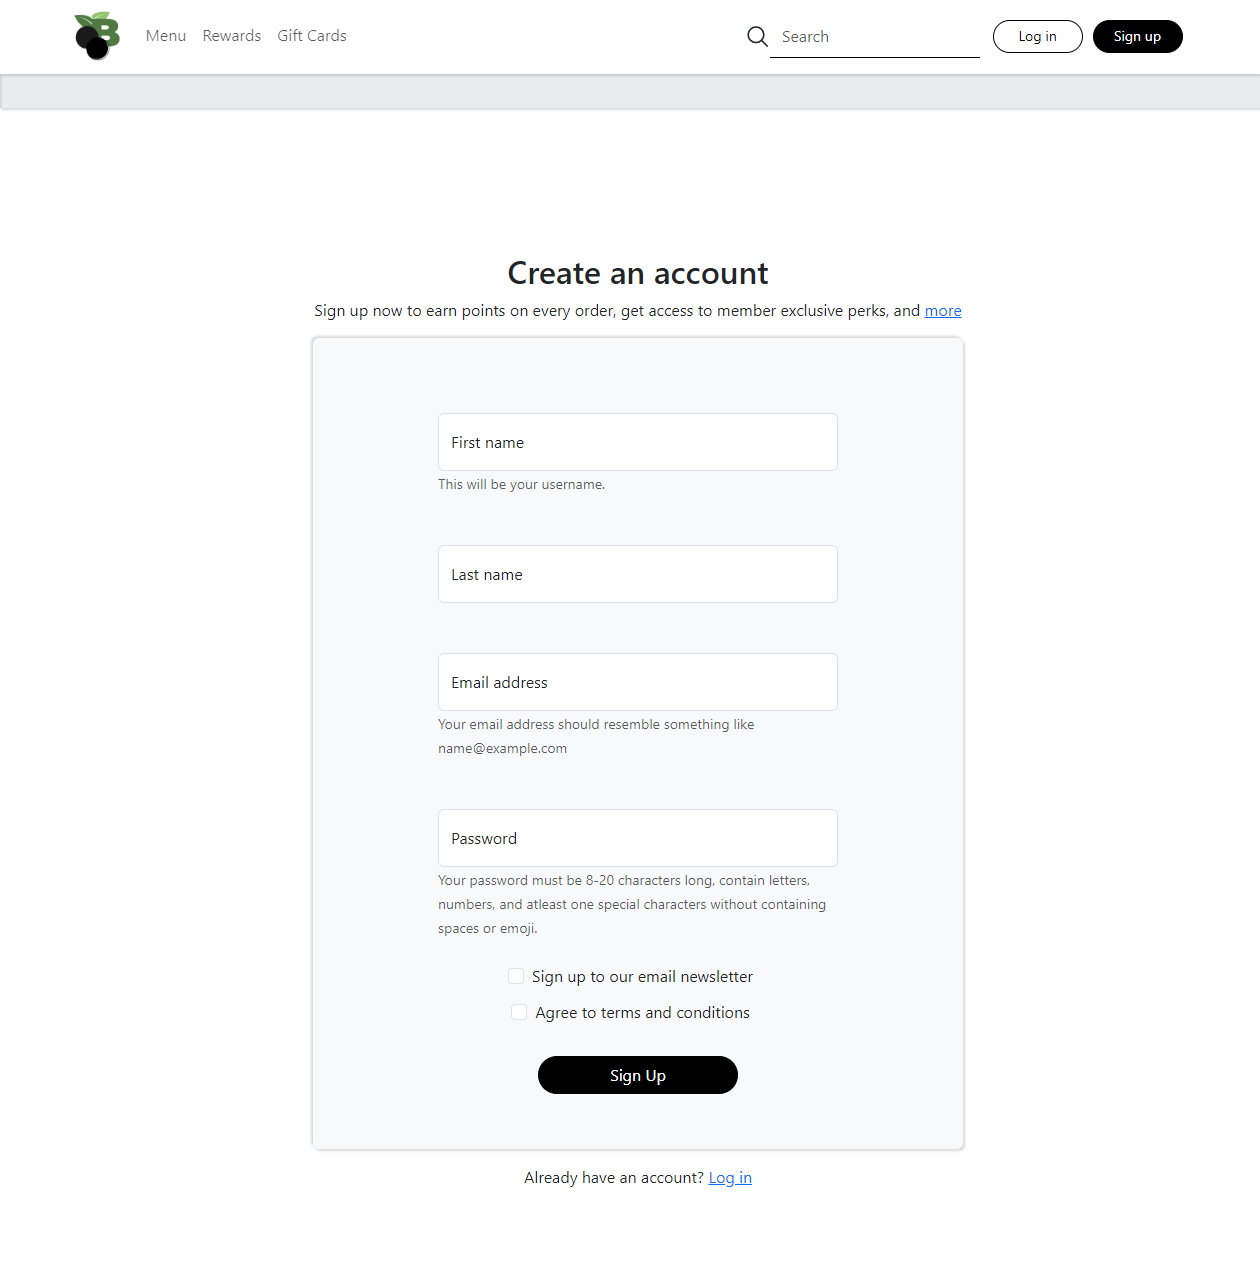 B
Menu Rewards Gift Cards Search Log in Sign up
Create an account
Sign up now to earn points on every order, get access to member exclusive perks, and more
First name
This will be your username.
Last name
Email address
Your email address should resemble something like
name@example.com
Password
Your password must be 8-20 characters long, contain letters,
numbers, and atleast one special characters without containing
spaces or emoji.
Sign up to our email newsletter
Agree to terms and conditions
Sign Up
Already have an account? Log in